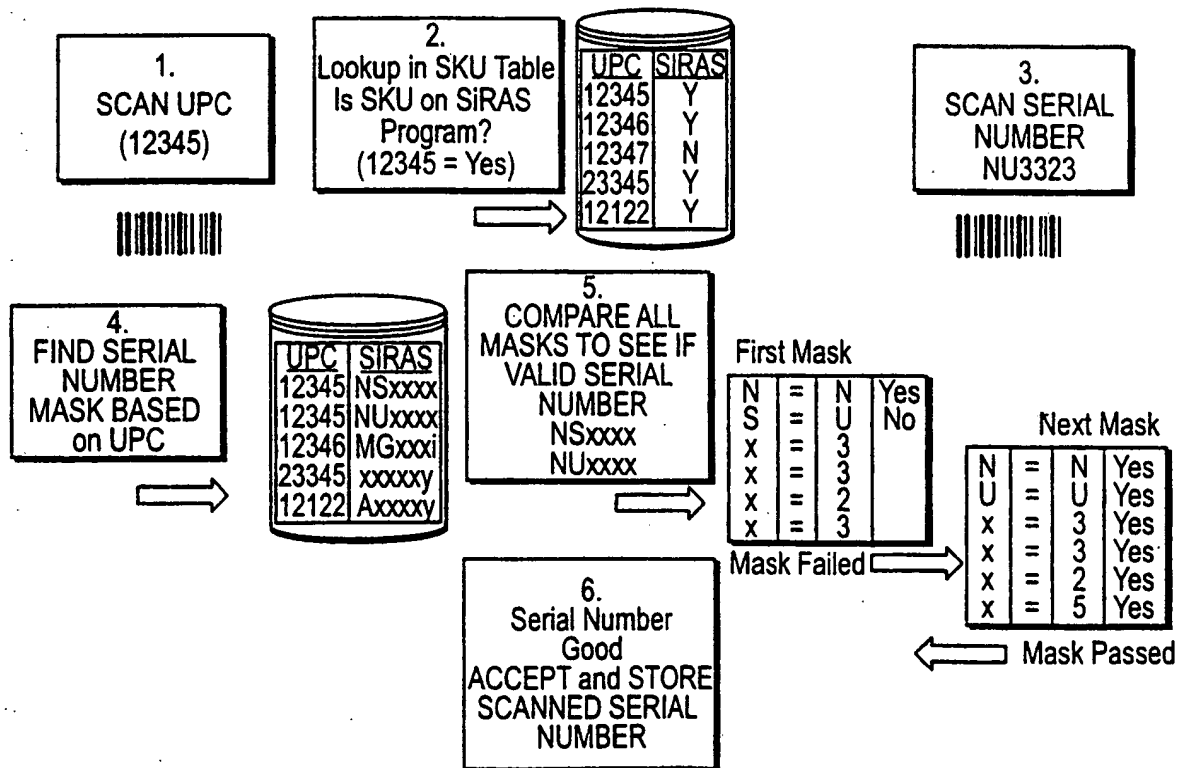 1.
SCAN UPC
(12345)
2.
Lookup in SKU Table
Is SKU on SiRAS
Program?
(12345 = Yes)
UPC SIRAS
12345 Y
12346 Y
12347 N
23345 Y
12122 Y
3.
SCAN SERIAL
NUMBER
NU3323
4.
FIND SERIAL
NUMBER
MASK BASED
on UPC
UPC SIRAS
12345 NSxxxx
12345 NUxxxx
12346 MGxxxi
23345 xxxxxy
12122 Axxxxy
5.
COMPARE ALL
MASKS TO SEE IF
VALID SERIAL
NUMBER
NSxxxx
NUxxxx
First Mask
N = N Yes
S = U No
x = 3
x = 3
x = 2
x = 3
Mask Failed
Next Mask
N = N Yes
U = U Yes
x = 3 Yes
x = 3 Yes
x = 2 Yes
x = 5 Yes
Mask Passed
6.
Serial Number
Good
ACCEPT and STORE
SCANNED SERIAL
NUMBER